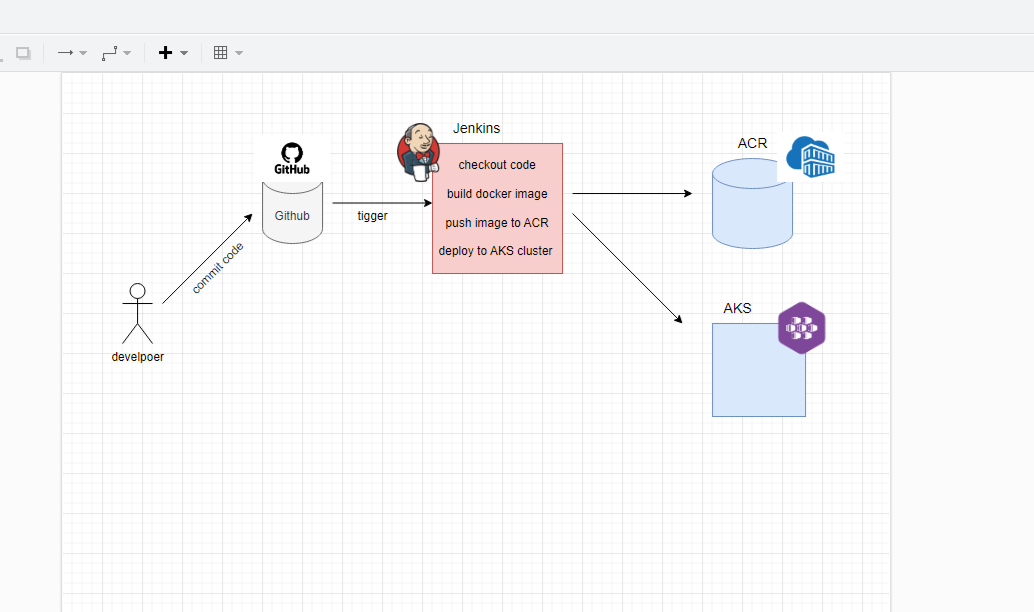 Jenkins
GitHub
Github
commit code
develpoer
tigger
checkout code
build docker image
push image to ACR
deploy to AKS cluster
ACR
AKS